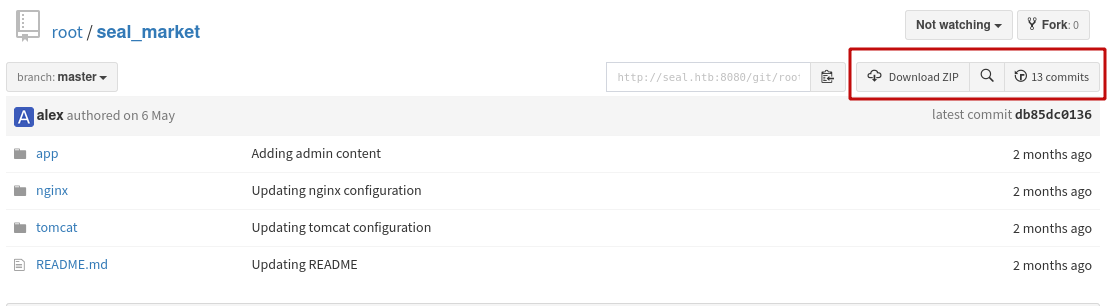 root / seal_market
Not watching
Fork: 0
branch: master
http://seal.htb:8080/git/root
Download ZIP
13 commits
A alex authored on 6 May
latest commit db85dc0136
app Adding admin content 2 months ago
nginx Updating nginx configuration 2 months ago
tomcat Updating tomcat configuration 2 months ago
README.md Updating README 2 months ago